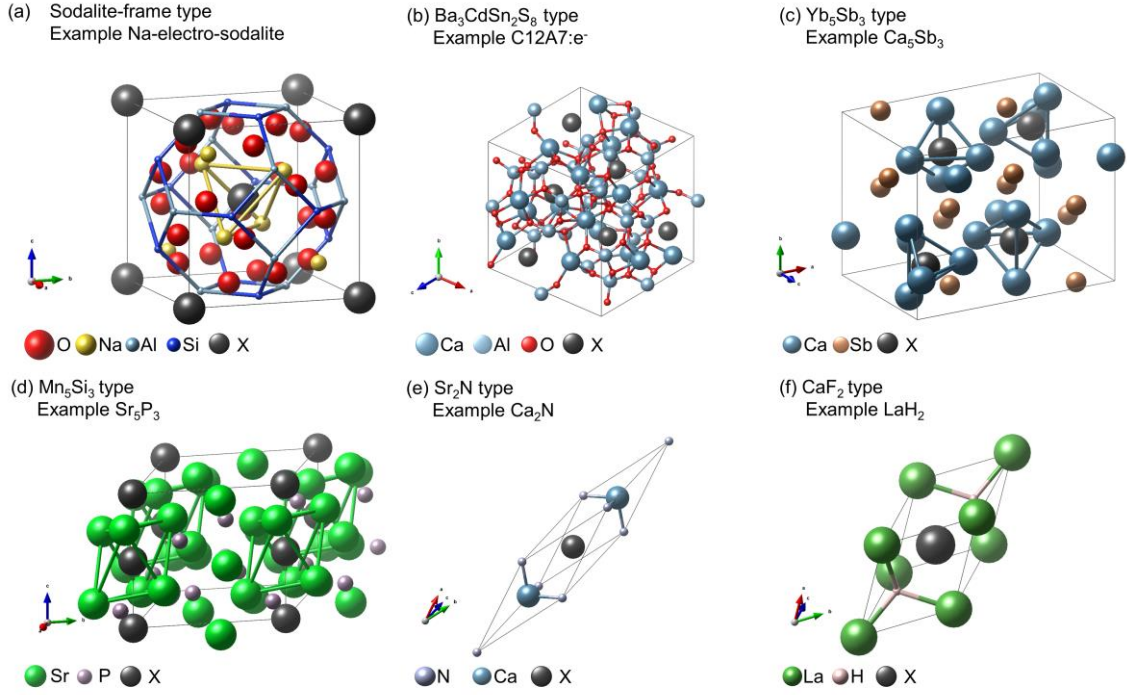 (a) Sodalite-frame type
Example Na-electro-sodalite
(b) Ba₃CdSn₂S₈ type
Example C12A7:e⁻
(c) Yb₅Sb₃ type
Example Ca₅Sb₃
c
b
a
b
c
a
b
a
c
O Na Al Si X
Ca Al O X
Ca Sb X
(d) Mn₅Si₃ type
Example Sr₅P₃
(e) Sr₂N type
Example Ca₂N
(f) CaF₂ type
Example LaH₂
c
b
a
a
c
b
a
c
b
Sr P X
N Ca X
La H X